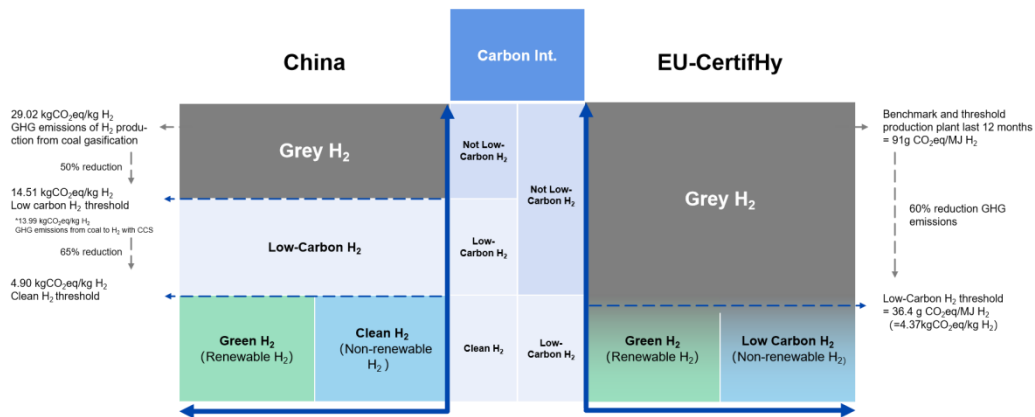 China
Carbon Int.
EU-CertifHy
29.02 kgCO₂eq/kg H₂
GHG emissions of H₂ produ-
ction from coal gasification
50% reduction
14.51 kgCO₂eq/kg H₂
Low carbon H₂ threshold
*13.99 kgCO₂eq/kg H₂
GHG emissions from coal to H₂ with CCS
65% reduction
4.90 kgCO₂eq/kg H₂
Clean H₂ threshold
Grey H₂
Low-Carbon H₂
Green H₂
(Renewable H₂)
Clean H₂
(Non-renewable
H₂ )
Not Low-
Carbon H₂
Low-
Carbon H₂
Clean H₂
Not Low-
Carbon H₂
Low-
Carbon H₂
Grey H₂
Green H₂
(Renewable H₂)
Low Carbon H₂
(Non-renewable H₂)
Benchmark and threshold
production plant last 12 months
= 91g CO₂eq/MJ H₂
60% reduction GHG
emissions
Low-Carbon H₂ threshold
= 36.4 g CO₂eq/MJ H₂
(=4.37kgCO₂eq/kg H₂)